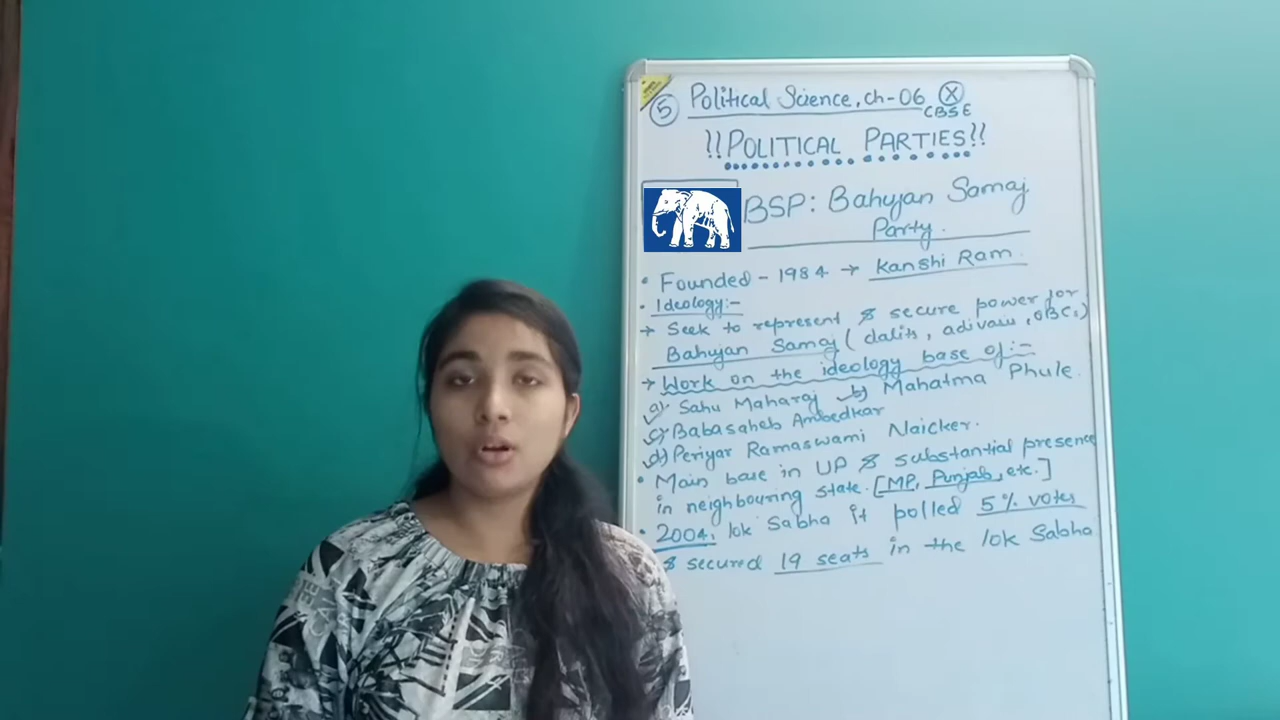 5 Political Science, ch-06 X
CBSE
!!POLITICAL PARTIES!!
BSP: Bahujan Samaj
Party.
• Founded - 1984 → Kanshi Ram.
• Ideology:-
→ Seek to represent & secure power for
Bahujan Samaj (dalits, adivasis, OBCs)
→ Work on the ideology base of:-
a) Sahu Maharaj b) Mahatma Phule.
c) Babasaheb Ambedkar
d) Periyar Ramaswami Naicker.
• Main base in UP & substantial presence
in neighbouring state. [MP, Punjab, etc.]
• 2004, lok Sabha it polled 5% votes
& secured 19 seats in the lok Sabha